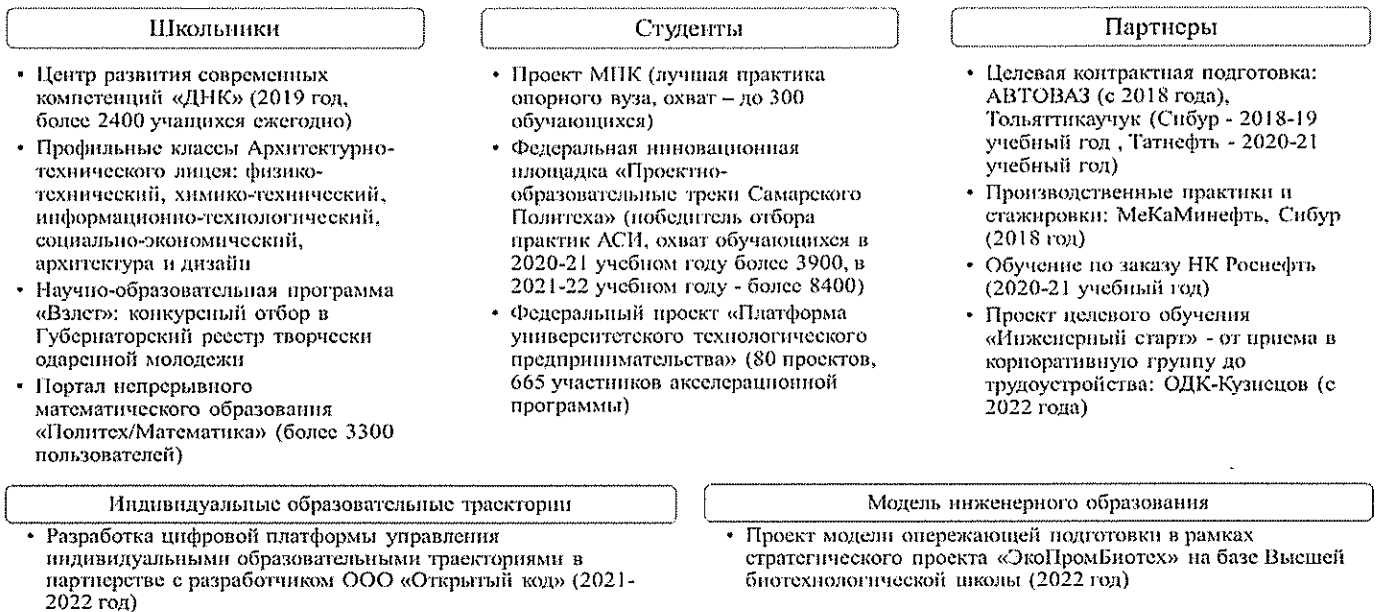 Школьники
• Центр развития современных
компетенций «ДНК» (2019 год,
более 2400 учащихся ежегодно)
• Профильные классы Архитектурно-
технического лицея: физико-
технический, химико-технический,
информационно-технологический,
социально-экономический,
архитектура и дизайн
• Научно-образовательная программа
«Взлет»: конкурсный отбор в
Губернаторский реестр творчески
одаренной молодежи
• Портал непрерывного
математического образования
«Политех/Математика» (более 3300
пользователей)
Студенты
• Проект МПК (лучшая практика
опорного вуза, охват – до 300
обучающихся)
• Федеральная инновационная
площадка «Проектно-
образовательные треки Самарского
Политеха» (победитель отбора
практик АСИ, охват обучающихся в
2020-21 учебном году более 3900, в
2021-22 учебном году - более 8400)
• Федеральный проект «Платформа
университетского технологического
предпринимательства» (80 проектов,
665 участников акселерационной
программы)
Партнеры
• Целевая контрактная подготовка:
АВТОВАЗ (с 2018 года),
Тольяттикаучук (Сибур - 2018-19
учебный год , Татнефть - 2020-21
учебный год)
• Производственные практики и
стажировки: МеКаМинефть, Сибур
(2018 год)
• Обучение по заказу НК Роснефть
(2020-21 учебный год)
• Проект целевого обучения
«Инженерный старт» - от приема в
корпоративную группу до
трудоустройства: ОДК-Кузнецов (с
2022 года)
Индивидуальные образовательные траектории
• Разработка цифровой платформы управления
индивидуальными образовательными траекториями в
партнерстве с разработчиком ООО «Открытый код» (2021-
2022 год)
Модель инженерного образования
• Проект модели опережающей подготовки в рамках
стратегического проекта «ЭкоПромБиотех» на базе Высшей
биотехнологической школы (2022 год)